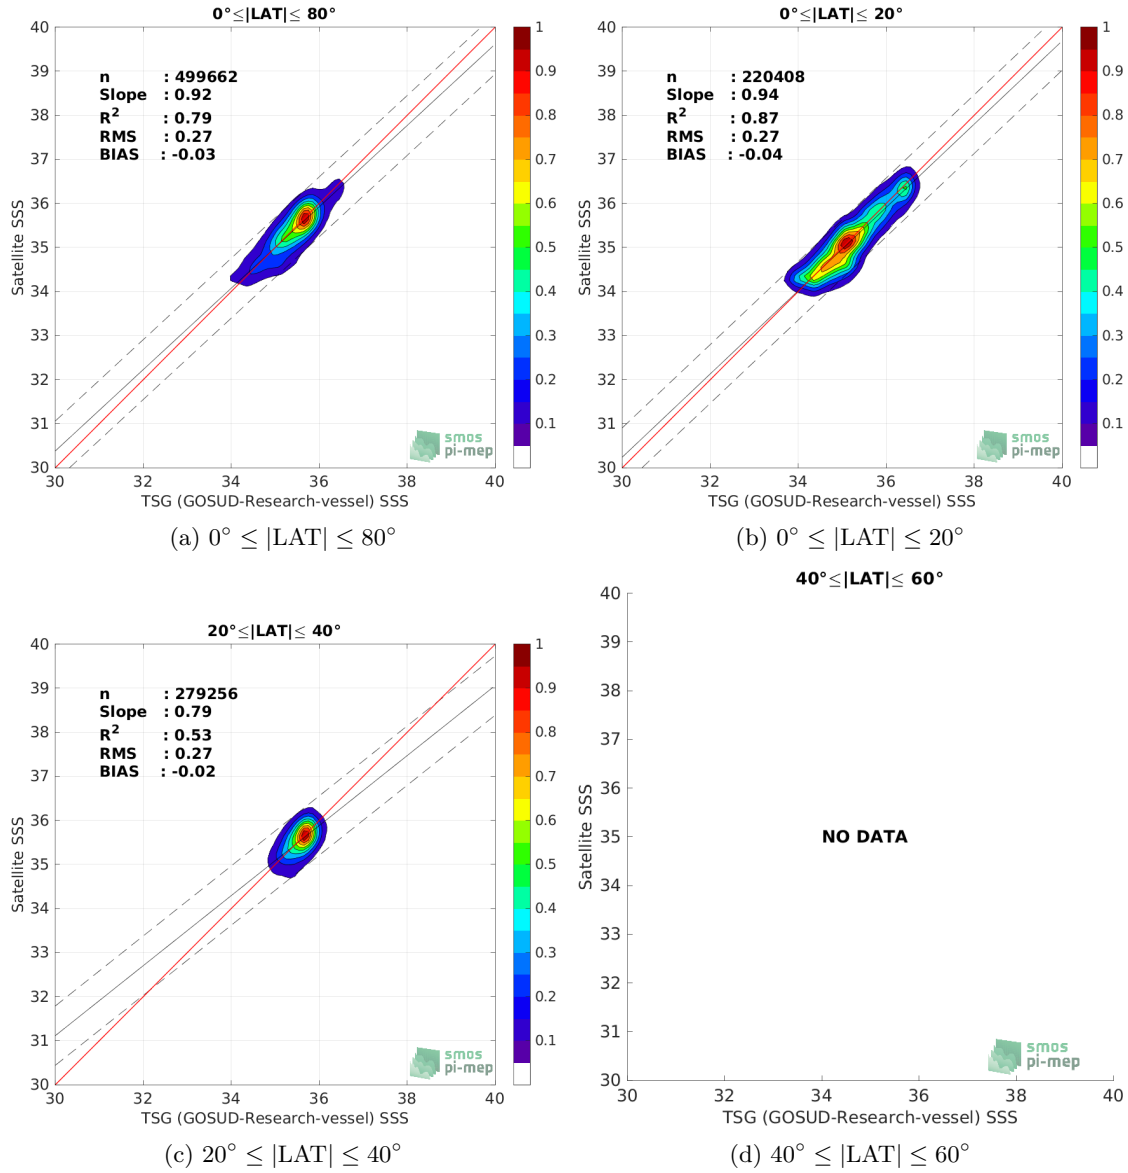 0°≤|LAT|≤ 80°
40
39
38
37
36
35
34
33
32
31
30
Satellite SSS
n : 499662
Slope : 0.92
R² : 0.79
RMS : 0.27
BIAS : -0.03
smos
pi-mep
30 32 34 36 38 40
TSG (GOSUD-Research-vessel) SSS
1
0.9
0.8
0.7
0.6
0.5
0.4
0.3
0.2
0.1
(a) 0° ≤ |LAT| ≤ 80°
0°≤|LAT|≤ 20°
40
39
38
37
36
35
34
33
32
31
30
Satellite SSS
n : 220408
Slope : 0.94
R² : 0.87
RMS : 0.27
BIAS : -0.04
smos
pi-mep
30 32 34 36 38 40
TSG (GOSUD-Research-vessel) SSS
1
0.9
0.8
0.7
0.6
0.5
0.4
0.3
0.2
0.1
(b) 0° ≤ |LAT| ≤ 20°
20°≤|LAT|≤ 40°
40
39
38
37
36
35
34
33
32
31
30
Satellite SSS
n : 279256
Slope : 0.79
R² : 0.53
RMS : 0.27
BIAS : -0.02
smos
pi-mep
30 32 34 36 38 40
TSG (GOSUD-Research-vessel) SSS
1
0.9
0.8
0.7
0.6
0.5
0.4
0.3
0.2
0.1
(c) 20° ≤ |LAT| ≤ 40°
40°≤|LAT|≤ 60°
40
39
38
37
36
35
34
33
32
31
30
Satellite SSS
NO DATA
smos
pi-mep
30 32 34 36 38 40
TSG (GOSUD-Research-vessel) SSS
(d) 40° ≤ |LAT| ≤ 60°